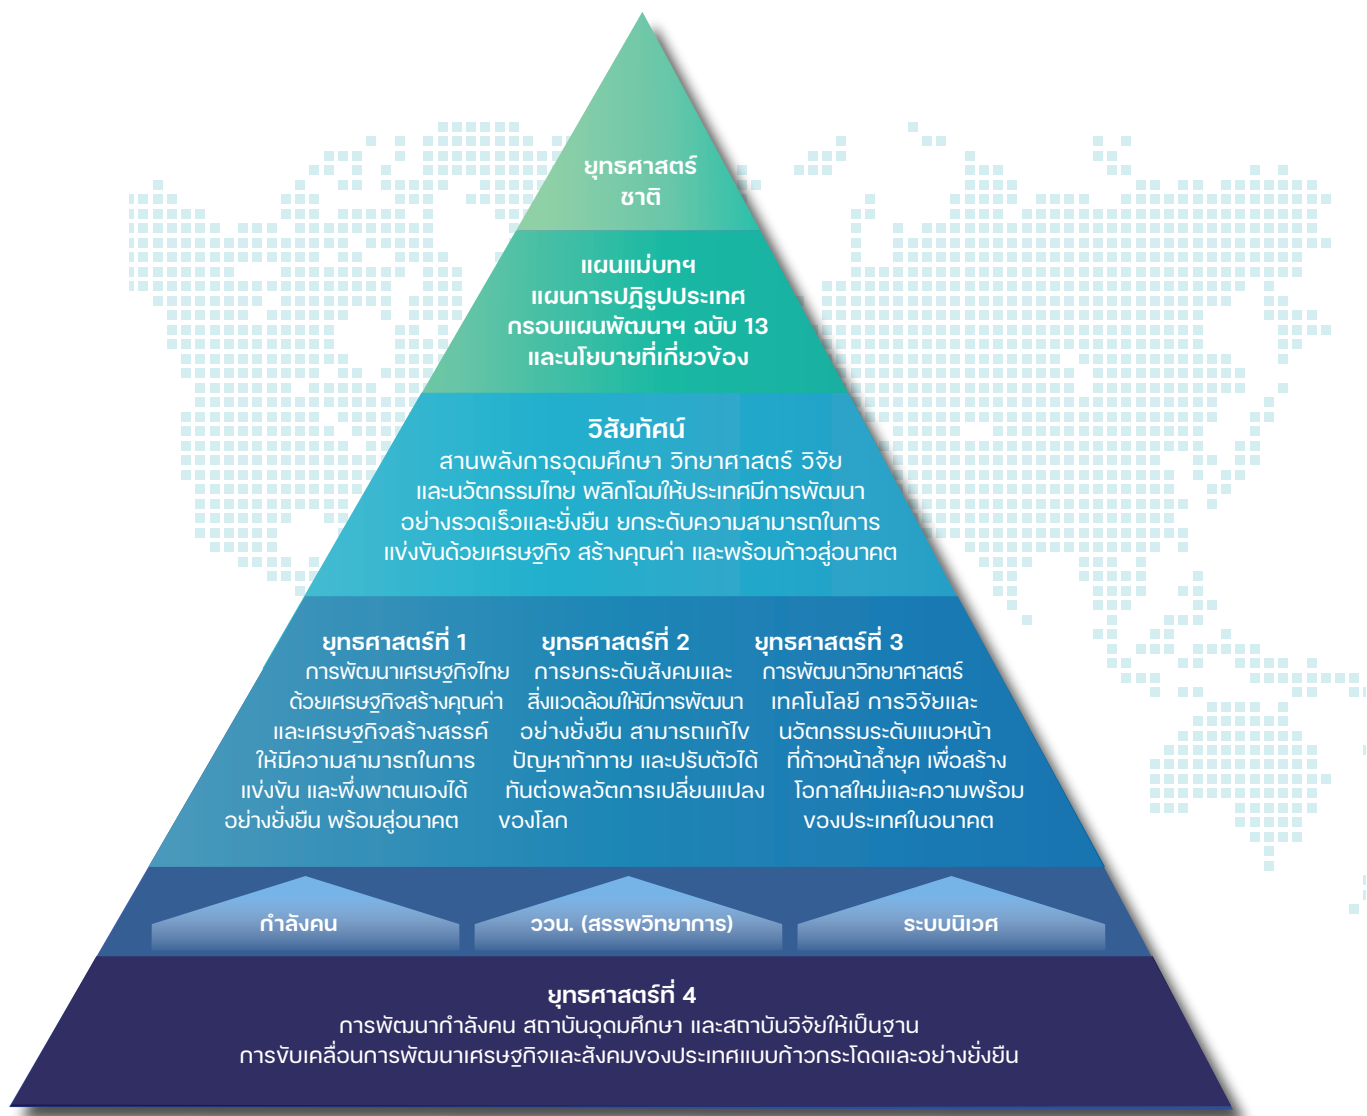 ยุทธศาสตร์
ชาติ
แผนแม่บทฯ
แผนการปฎิรูปประเทศ
กรอบแผนพัฒนาฯ ฉบับ 13
และนโยบายที่เกี่ยวข้อง
วิสัยทัศน์
สานพลังการอุดมศึกษา วิทยาศาสตร์ วิจัย
และนวัตกรรมไทย พลิกโฉมให้ประเทศมีการพัฒนา
อย่างรวดเร็วและยั่งยืน ยกระดับความสามารถในการ
แข่งขันด้วยเศรษฐกิจ สร้างคุณค่า และพร้อมก้าวสู่อนาคต
ยุทธศาสตร์ที่ 1
การพัฒนาเศรษฐกิจไทย
ด้วยเศรษฐกิจสร้างคุณค่า
และเศรษฐกิจสร้างสรรค์
ให้มีความสามารถในการ
แข่งขัน และพึ่งพาตนเองได้
อย่างยั่งยืน พร้อมสู่อนาคต
ยุทธศาสตร์ที่ 2
การยกระดับสังคมและ
สิ่งแวดล้อมให้มีการพัฒนา
อย่างยั่งยืน สามารถแก้ไข
ปัญหาท้าทาย และปรับตัวได้
ทันต่อพลวัตการเปลี่ยนแปลง
ของโลก
ยุทธศาสตร์ที่ 3
การพัฒนาวิทยาศาสตร์
เทคโนโลยี การวิจัยและ
นวัตกรรมระดับแนวหน้า
ที่ก้าวหน้าล้ำยุค เพื่อสร้าง
โอกาสใหม่และความพร้อม
ของประเทศในอนาคต
กำลังคน
ววน. (สรรพวิทยาการ)
ระบบนิเวศ
ยุทธศาสตร์ที่ 4
การพัฒนากำลังคน สถาบันอุดมศึกษา และสถาบันวิจัยให้เป็นฐาน
การขับเคลื่อนการพัฒนาเศรษฐกิจและสังคมของประเทศแบบก้าวกระโดดและอย่างยั่งยืน